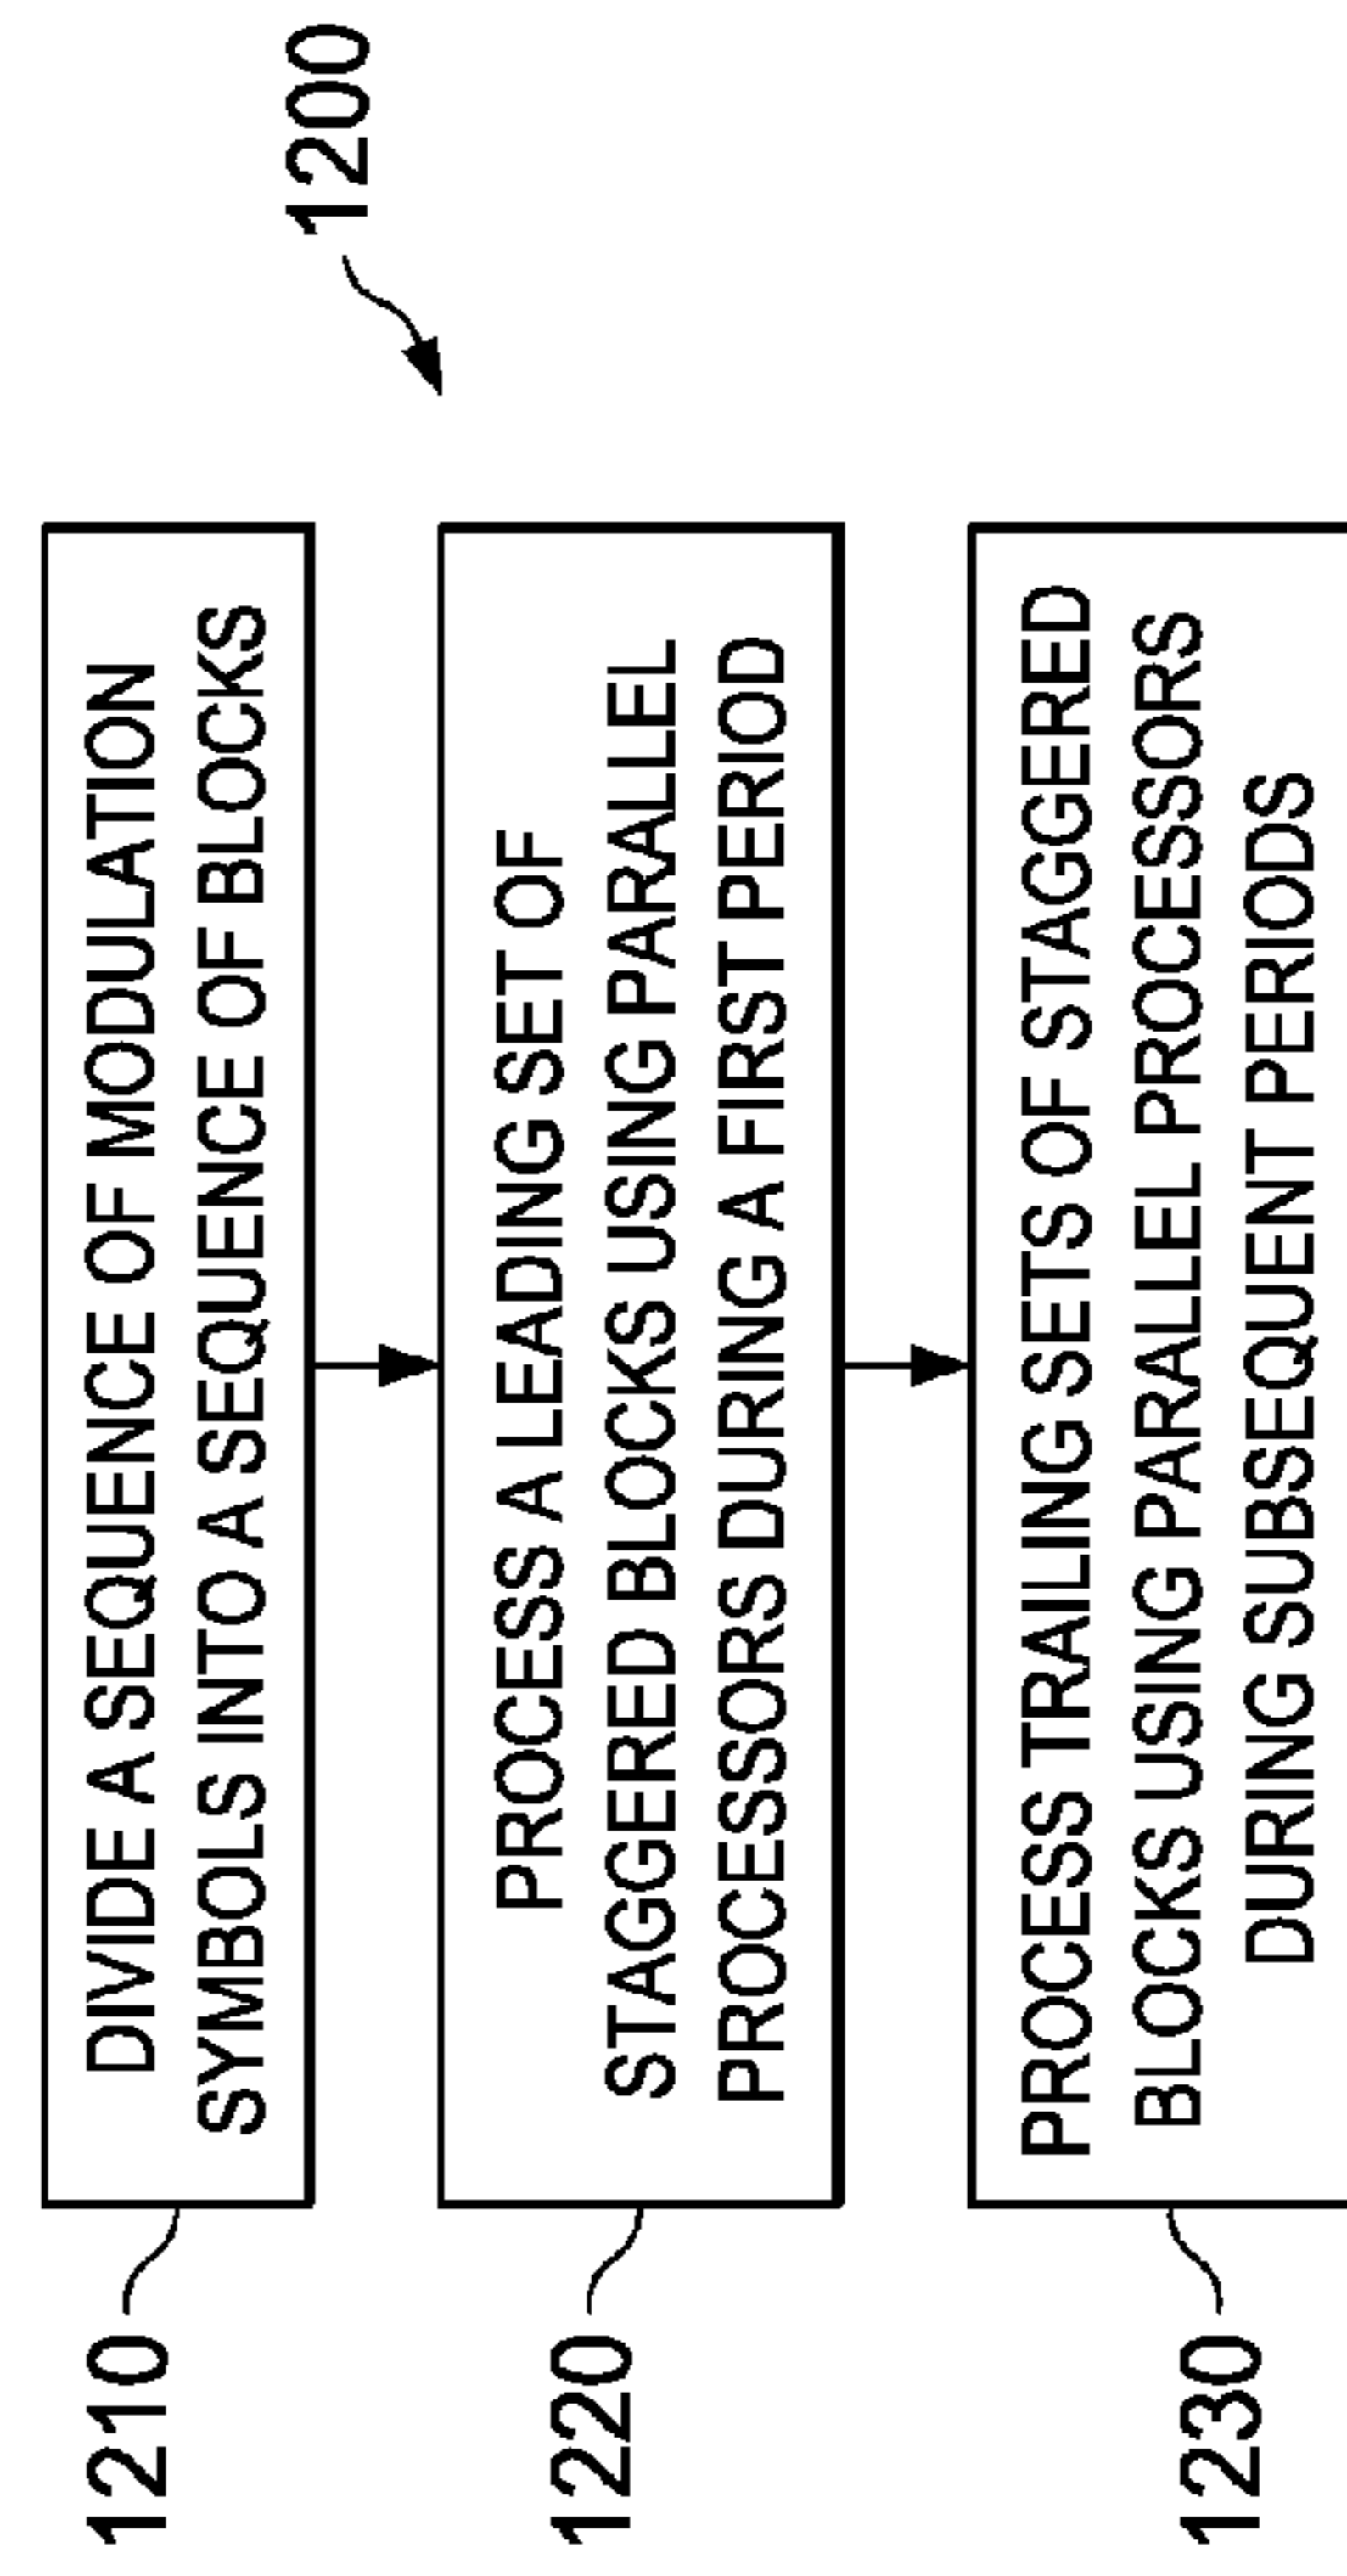 1200
1210
DIVIDE A SEQUENCE OF MODULATION
SYMBOLS INTO A SEQUENCE OF BLOCKS
1220
PROCESS A LEADING SET OF
STAGGERED BLOCKS USING PARALLEL
PROCESSORS DURING A FIRST PERIOD
1230
PROCESS TRAILING SETS OF STAGGERED
BLOCKS USING PARALLEL PROCESSORS
DURING SUBSEQUENT PERIODS